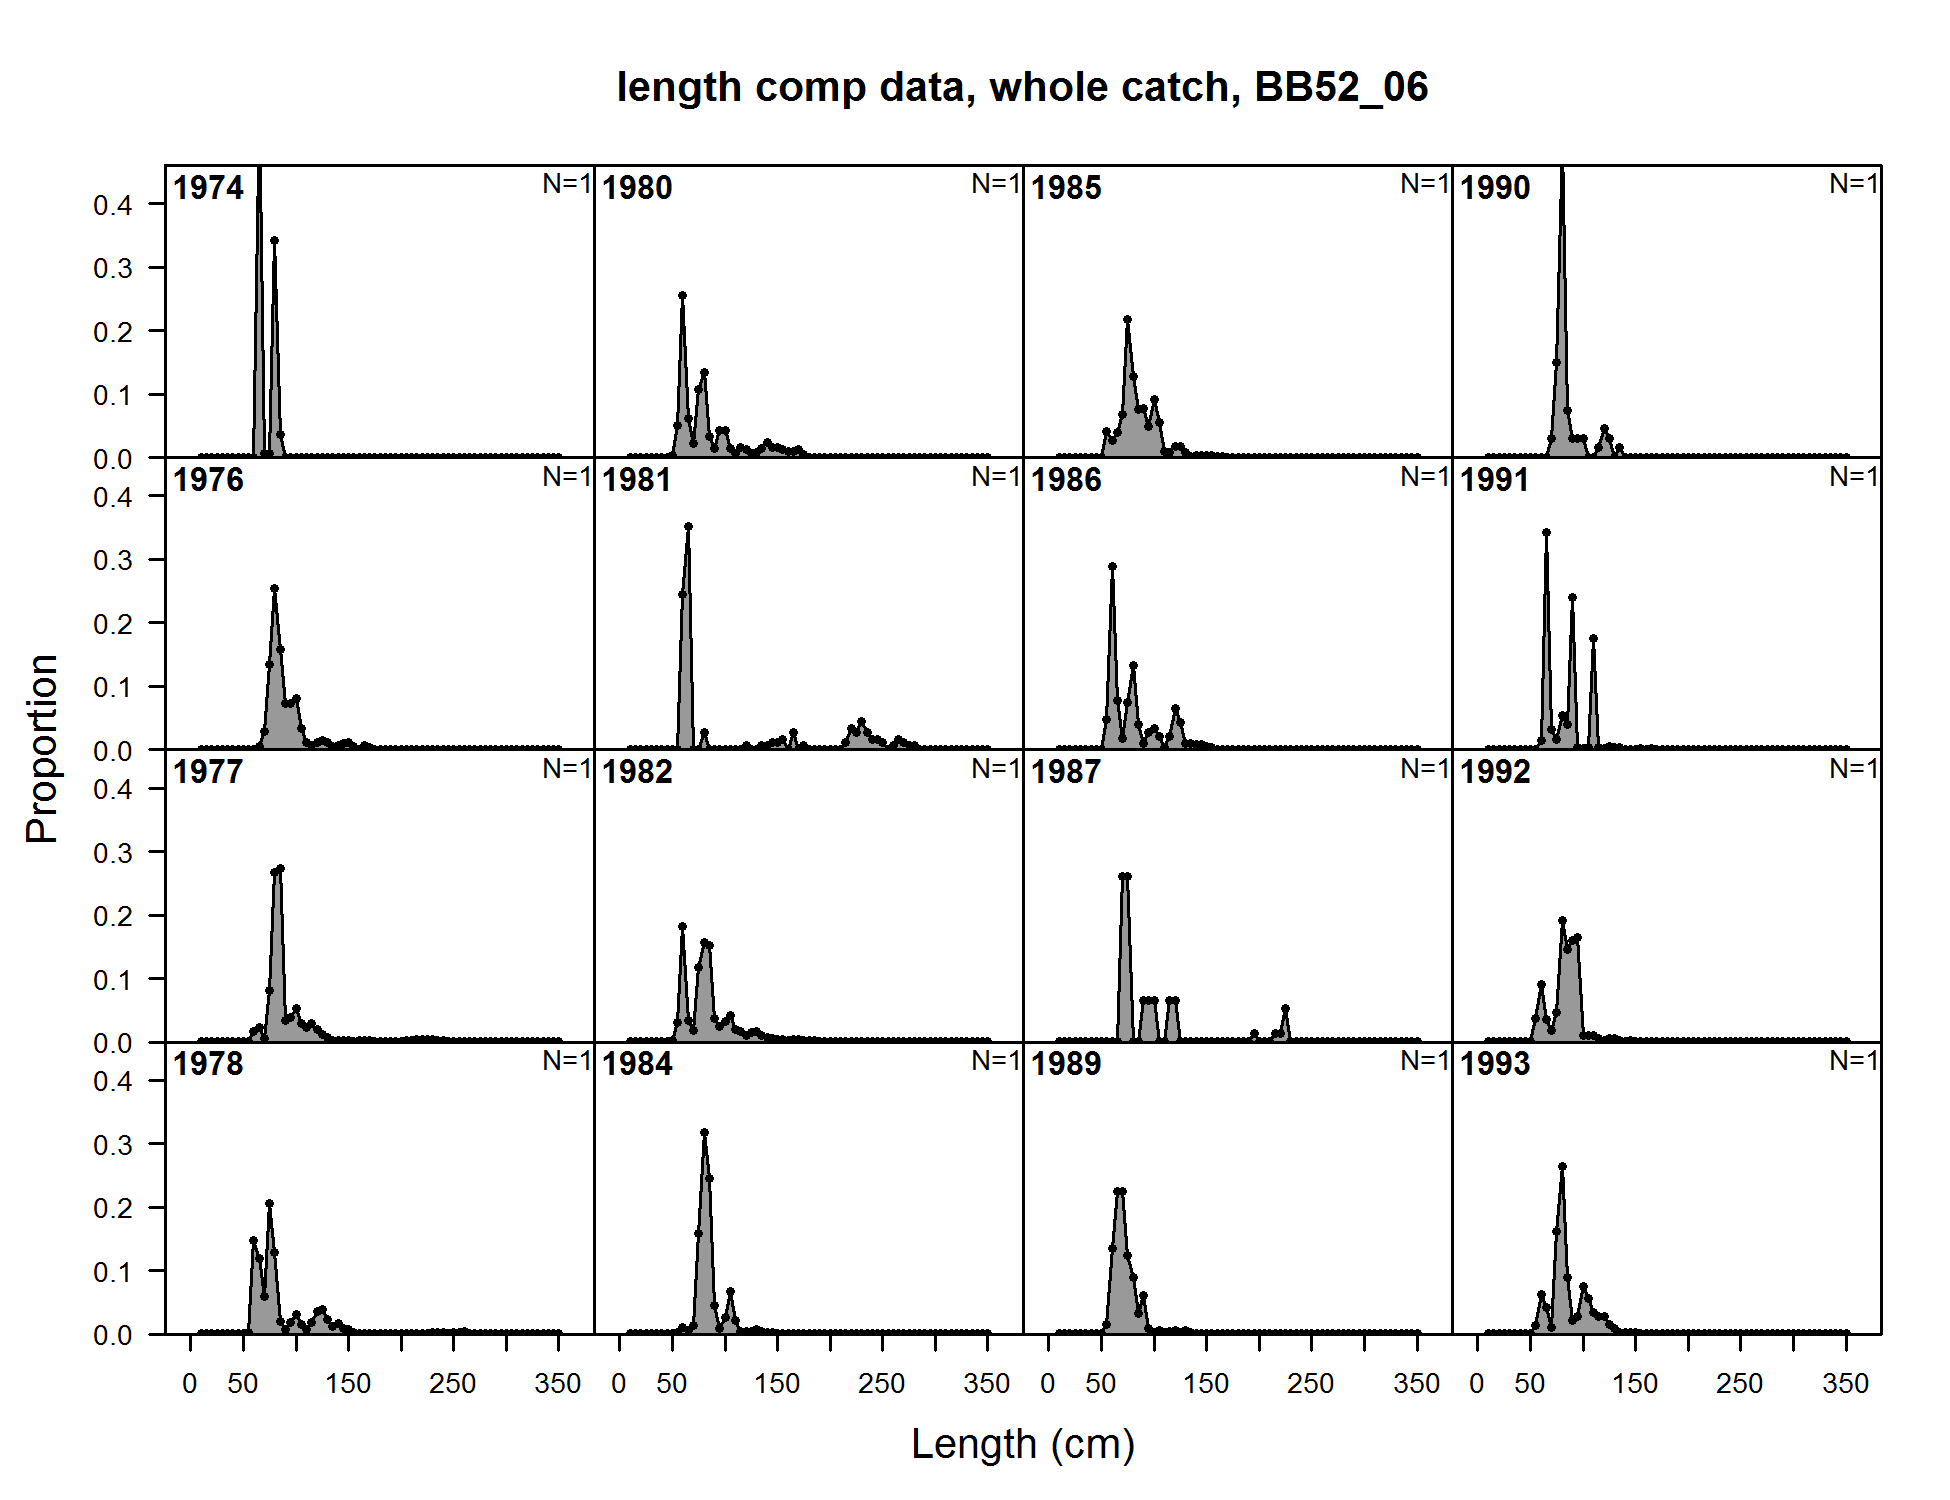 length comp data, whole catch, BB52_06
1974 N=1 1980 N=1 1985 N=1 1990 N=1
0.4
0.3
0.2
0.1
0.0
1976 N=1 1981 N=1 1986 N=1 1991 N=1
0.4
0.3
0.2
0.1
0.0
1977 N=1 1982 N=1 1987 N=1 1992 N=1
0.4
0.3
0.2
0.1
0.0
1978 N=1 1984 N=1 1989 N=1 1993 N=1
0.4
0.3
0.2
0.1
0.0
Proportion
0 50 150 250 350 0 50 150 250 350 0 50 150 250 350 0 50 150 250 350
Length (cm)